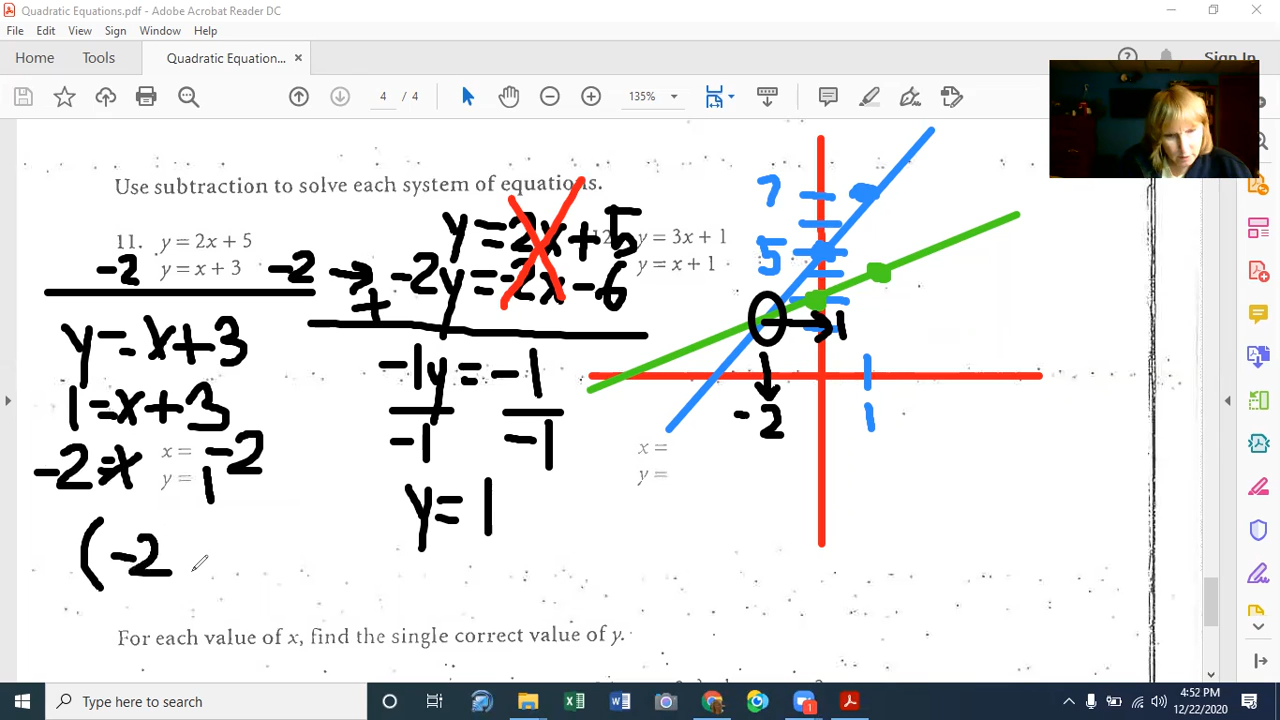 Quadratic Equations.pdf - Adobe Acrobat Reader DC
File Edit View Sign Window Help
Home Tools Quadratic Equation... × Sign In
4 / 4 135%
Use subtraction to solve each system of equations.
11. y = 2x + 5
y = x + 3
-2
-2
y = 2x + 5
-2y = -2x - 6
+
y = 3x + 1
y = x + 1
7
5
1
-2
1
y = x + 3
1 = x + 3
-2 = x
x = -2
y = 1
(-2
-1y = -1
-1 -1
y = 1
x =
y =
For each value of x, find the single correct value of y.
Type here to search
1
4:52 PM
12/22/2020